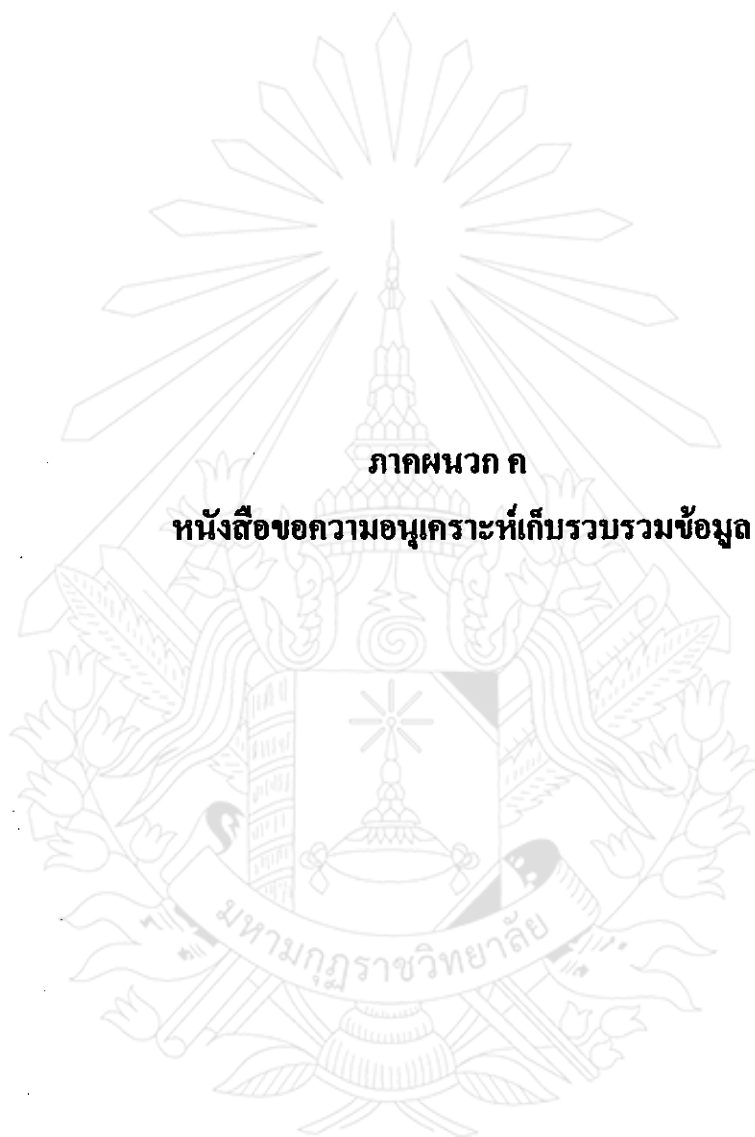 ภาคผนวก ค
หนังสือขอความอนุเคราะห์เก็บรวบรวมข้อมูล
มหามกุฏราชวิทยาลัย